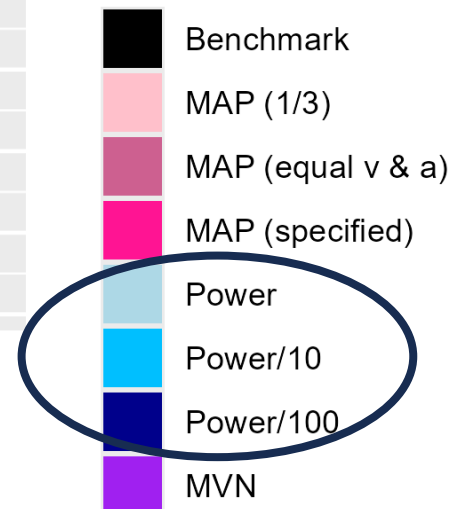 Benchmark
MAP (1/3)
MAP (equal v & a)
MAP (specified)
Power
Power/10
Power/100
MVN